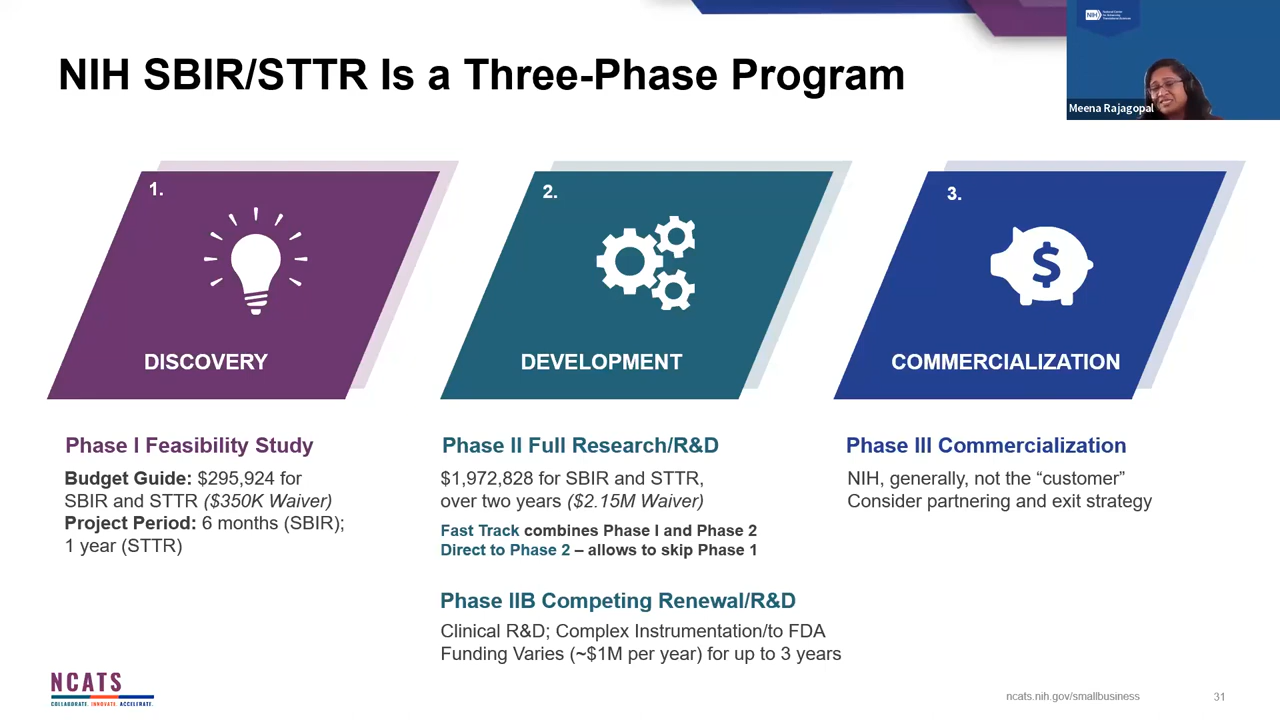 NIH SBIR/STTR Is a Three-Phase Program
NIH
Meena Rajagopal
1.
DISCOVERY
2.
DEVELOPMENT
3.
$
COMMERCIALIZATION
Phase I Feasibility Study
Budget Guide: $295,924 for
SBIR and STTR ($350K Waiver)
Project Period: 6 months (SBIR);
1 year (STTR)
Phase II Full Research/R&D
$1,972,828 for SBIR and STTR,
over two years ($2.15M Waiver)
Fast Track combines Phase I and Phase 2
Direct to Phase 2 – allows to skip Phase 1
Phase IIB Competing Renewal/R&D
Clinical R&D; Complex Instrumentation/to FDA
Funding Varies (~$1M per year) for up to 3 years
Phase III Commercialization
NIH, generally, not the “customer”
Consider partnering and exit strategy
NCATS
COLLABORATE. INNOVATE. ACCELERATE.
ncats.nih.gov/smallbusiness
31